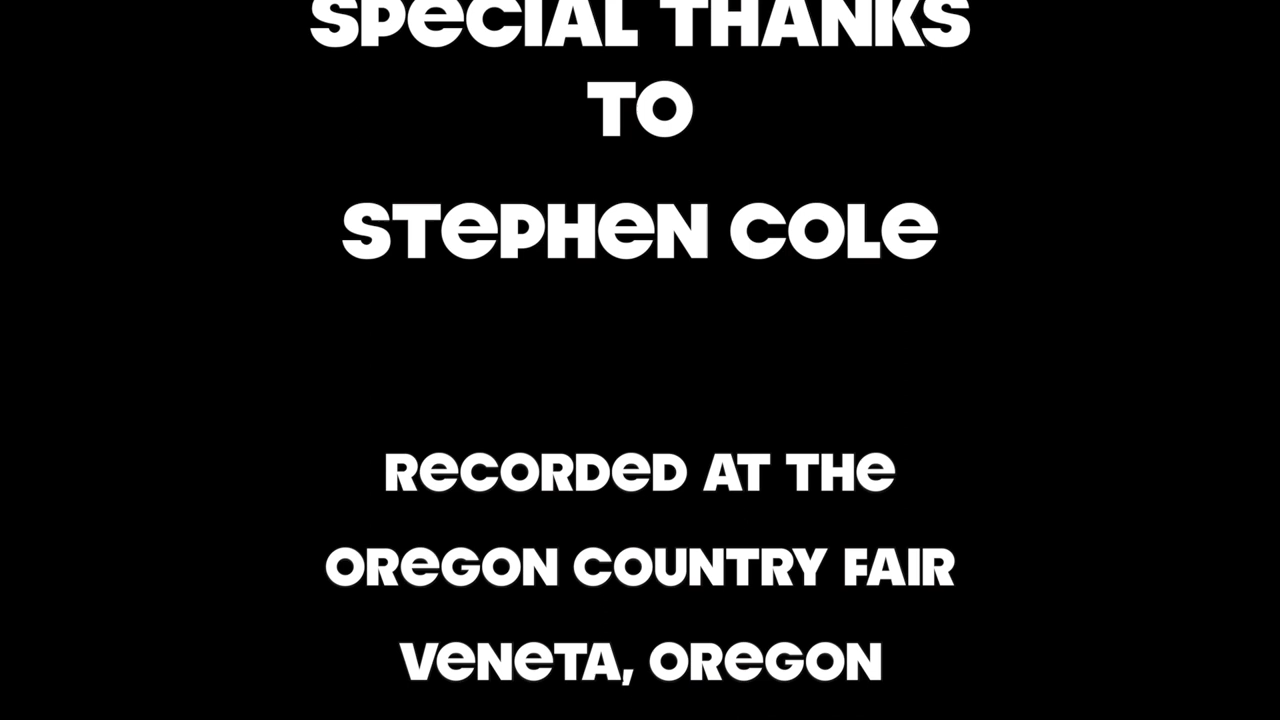 SPECIAL THANKS
TO
STEPHEN COLE
RECORDED AT THE
OREGON COUNTRY FAIR
VENETA, OREGON